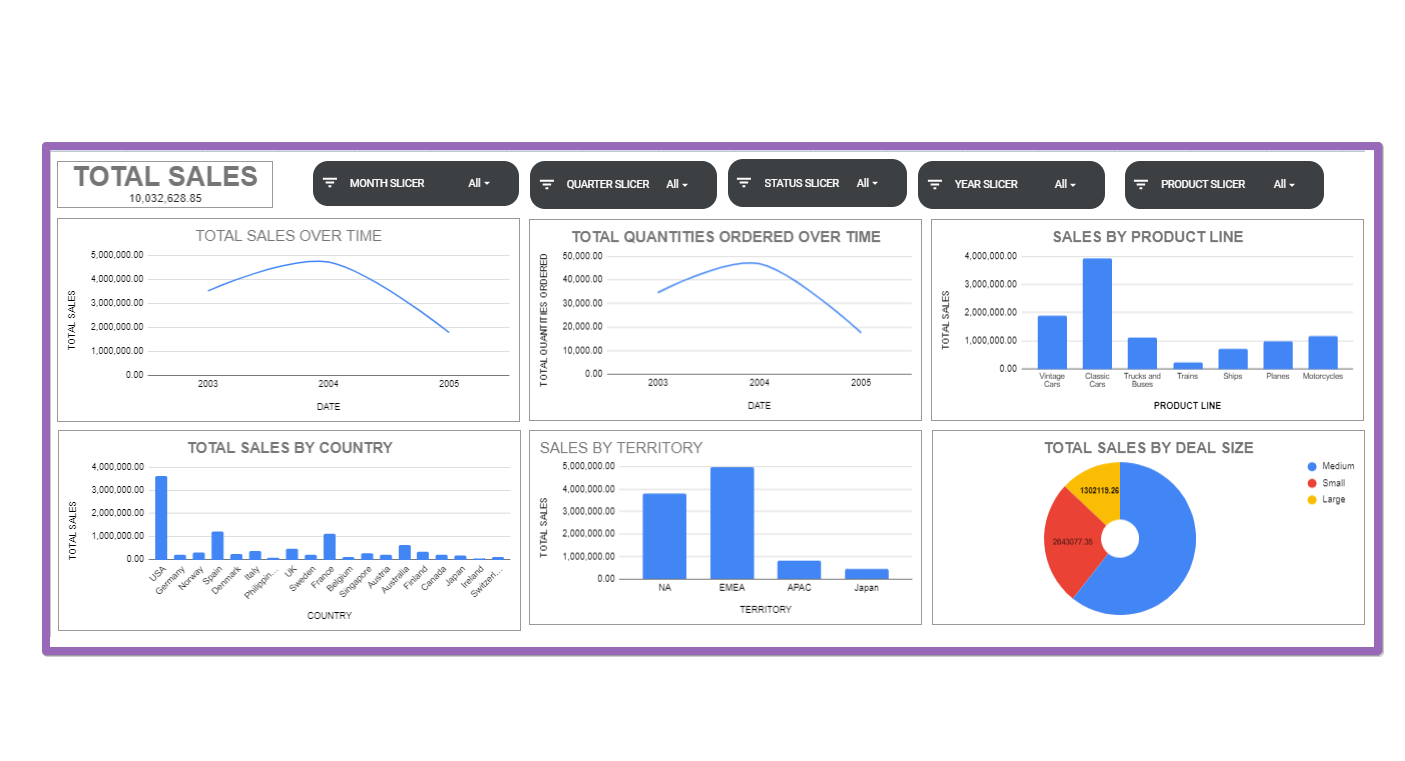 TOTAL SALES
10,032,628.85
MONTH SLICER All
QUARTER SLICER All
STATUS SLICER All
YEAR SLICER All
PRODUCT SLICER All
TOTAL SALES OVER TIME
TOTAL SALES
5,000,000.00
4,000,000.00
3,000,000.00
2,000,000.00
1,000,000.00
0.00
2003 2004 2005
DATE
TOTAL QUANTITIES ORDERED OVER TIME
TOTAL QUANTITIES ORDERED
50,000.00
40,000.00
30,000.00
20,000.00
10,000.00
0.00
2003 2004 2005
DATE
SALES BY PRODUCT LINE
TOTAL SALES
4,000,000.00
3,000,000.00
2,000,000.00
1,000,000.00
0.00
Vintage Cars
Classic Cars
Trucks and Buses
Trains
Ships
Planes
Motorcycles
PRODUCT LINE
TOTAL SALES BY COUNTRY
TOTAL SALES
4,000,000.00
3,000,000.00
2,000,000.00
1,000,000.00
0.00
USA
Germany
Norway
Spain
Denmark
Italy
Philippin...
UK
Sweden
France
Belgium
Singapore
Austria
Australia
Finland
Canada
Japan
Ireland
Switzerl...
COUNTRY
SALES BY TERRITORY
TOTAL SALES
5,000,000.00
4,000,000.00
3,000,000.00
2,000,000.00
1,000,000.00
0.00
NA EMEA APAC Japan
TERRITORY
TOTAL SALES BY DEAL SIZE
1302119.26
2643077.35
Medium
Small
Large